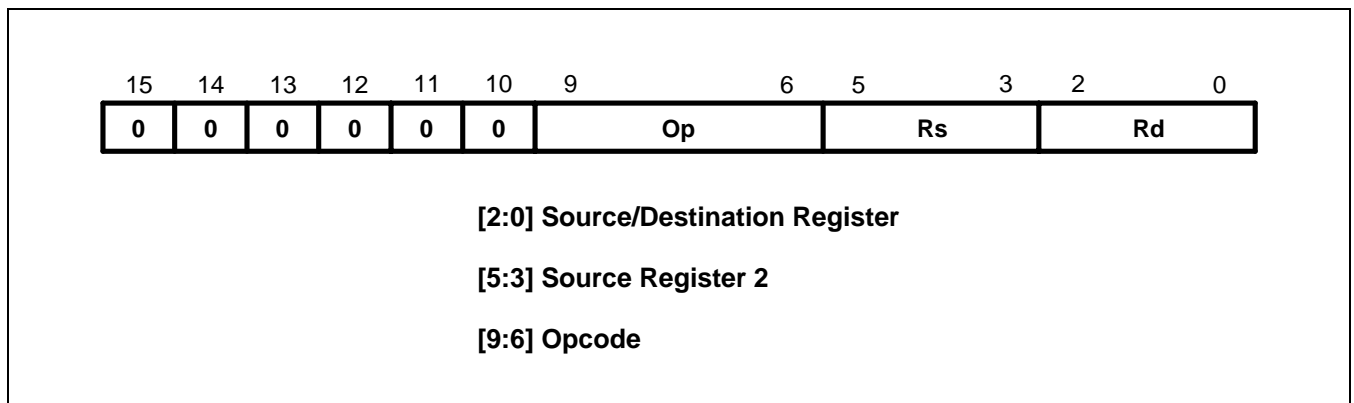 15 14 13 12 11 10 9 6 5 3 2 0
0 0 0 0 0 0 Op Rs Rd
[2:0] Source/Destination Register
[5:3] Source Register 2
[9:6] Opcode